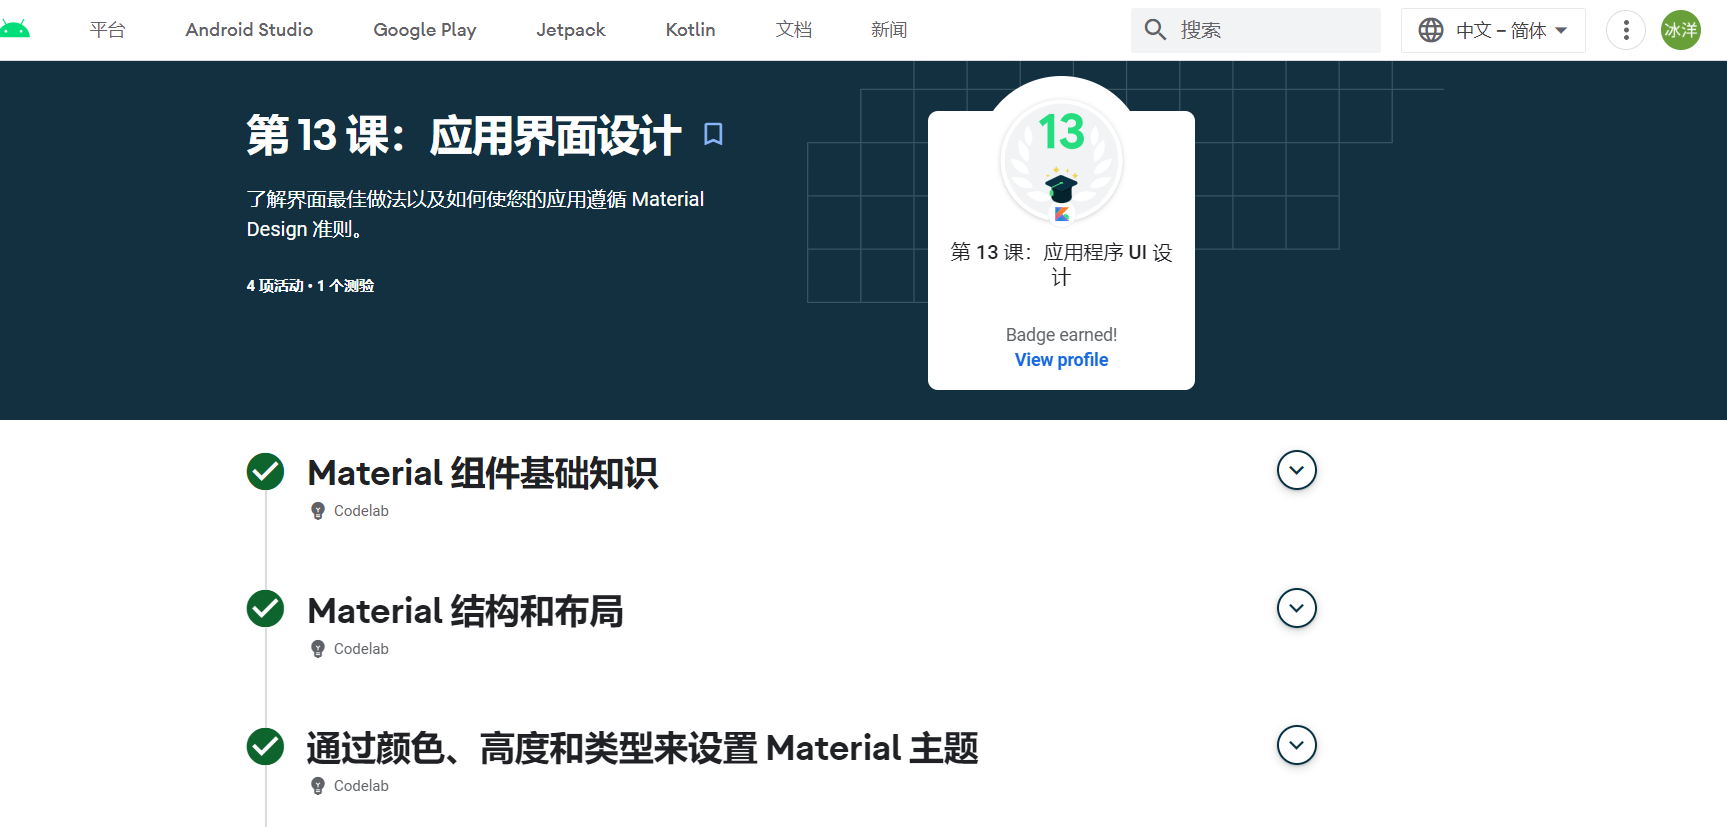 平台 Android Studio Google Play Jetpack Kotlin 文档 新闻 搜索 中文 – 简体 冰洋
第 13 课：应用界面设计
了解界面最佳做法以及如何使您的应用遵循 Material
Design 准则。
4 项活动 • 1 个测验
13
第 13 课：应用程序 UI 设
计
Badge earned!
View profile
Material 组件基础知识
Codelab
Material 结构和布局
Codelab
通过颜色、高度和类型来设置 Material 主题
Codelab